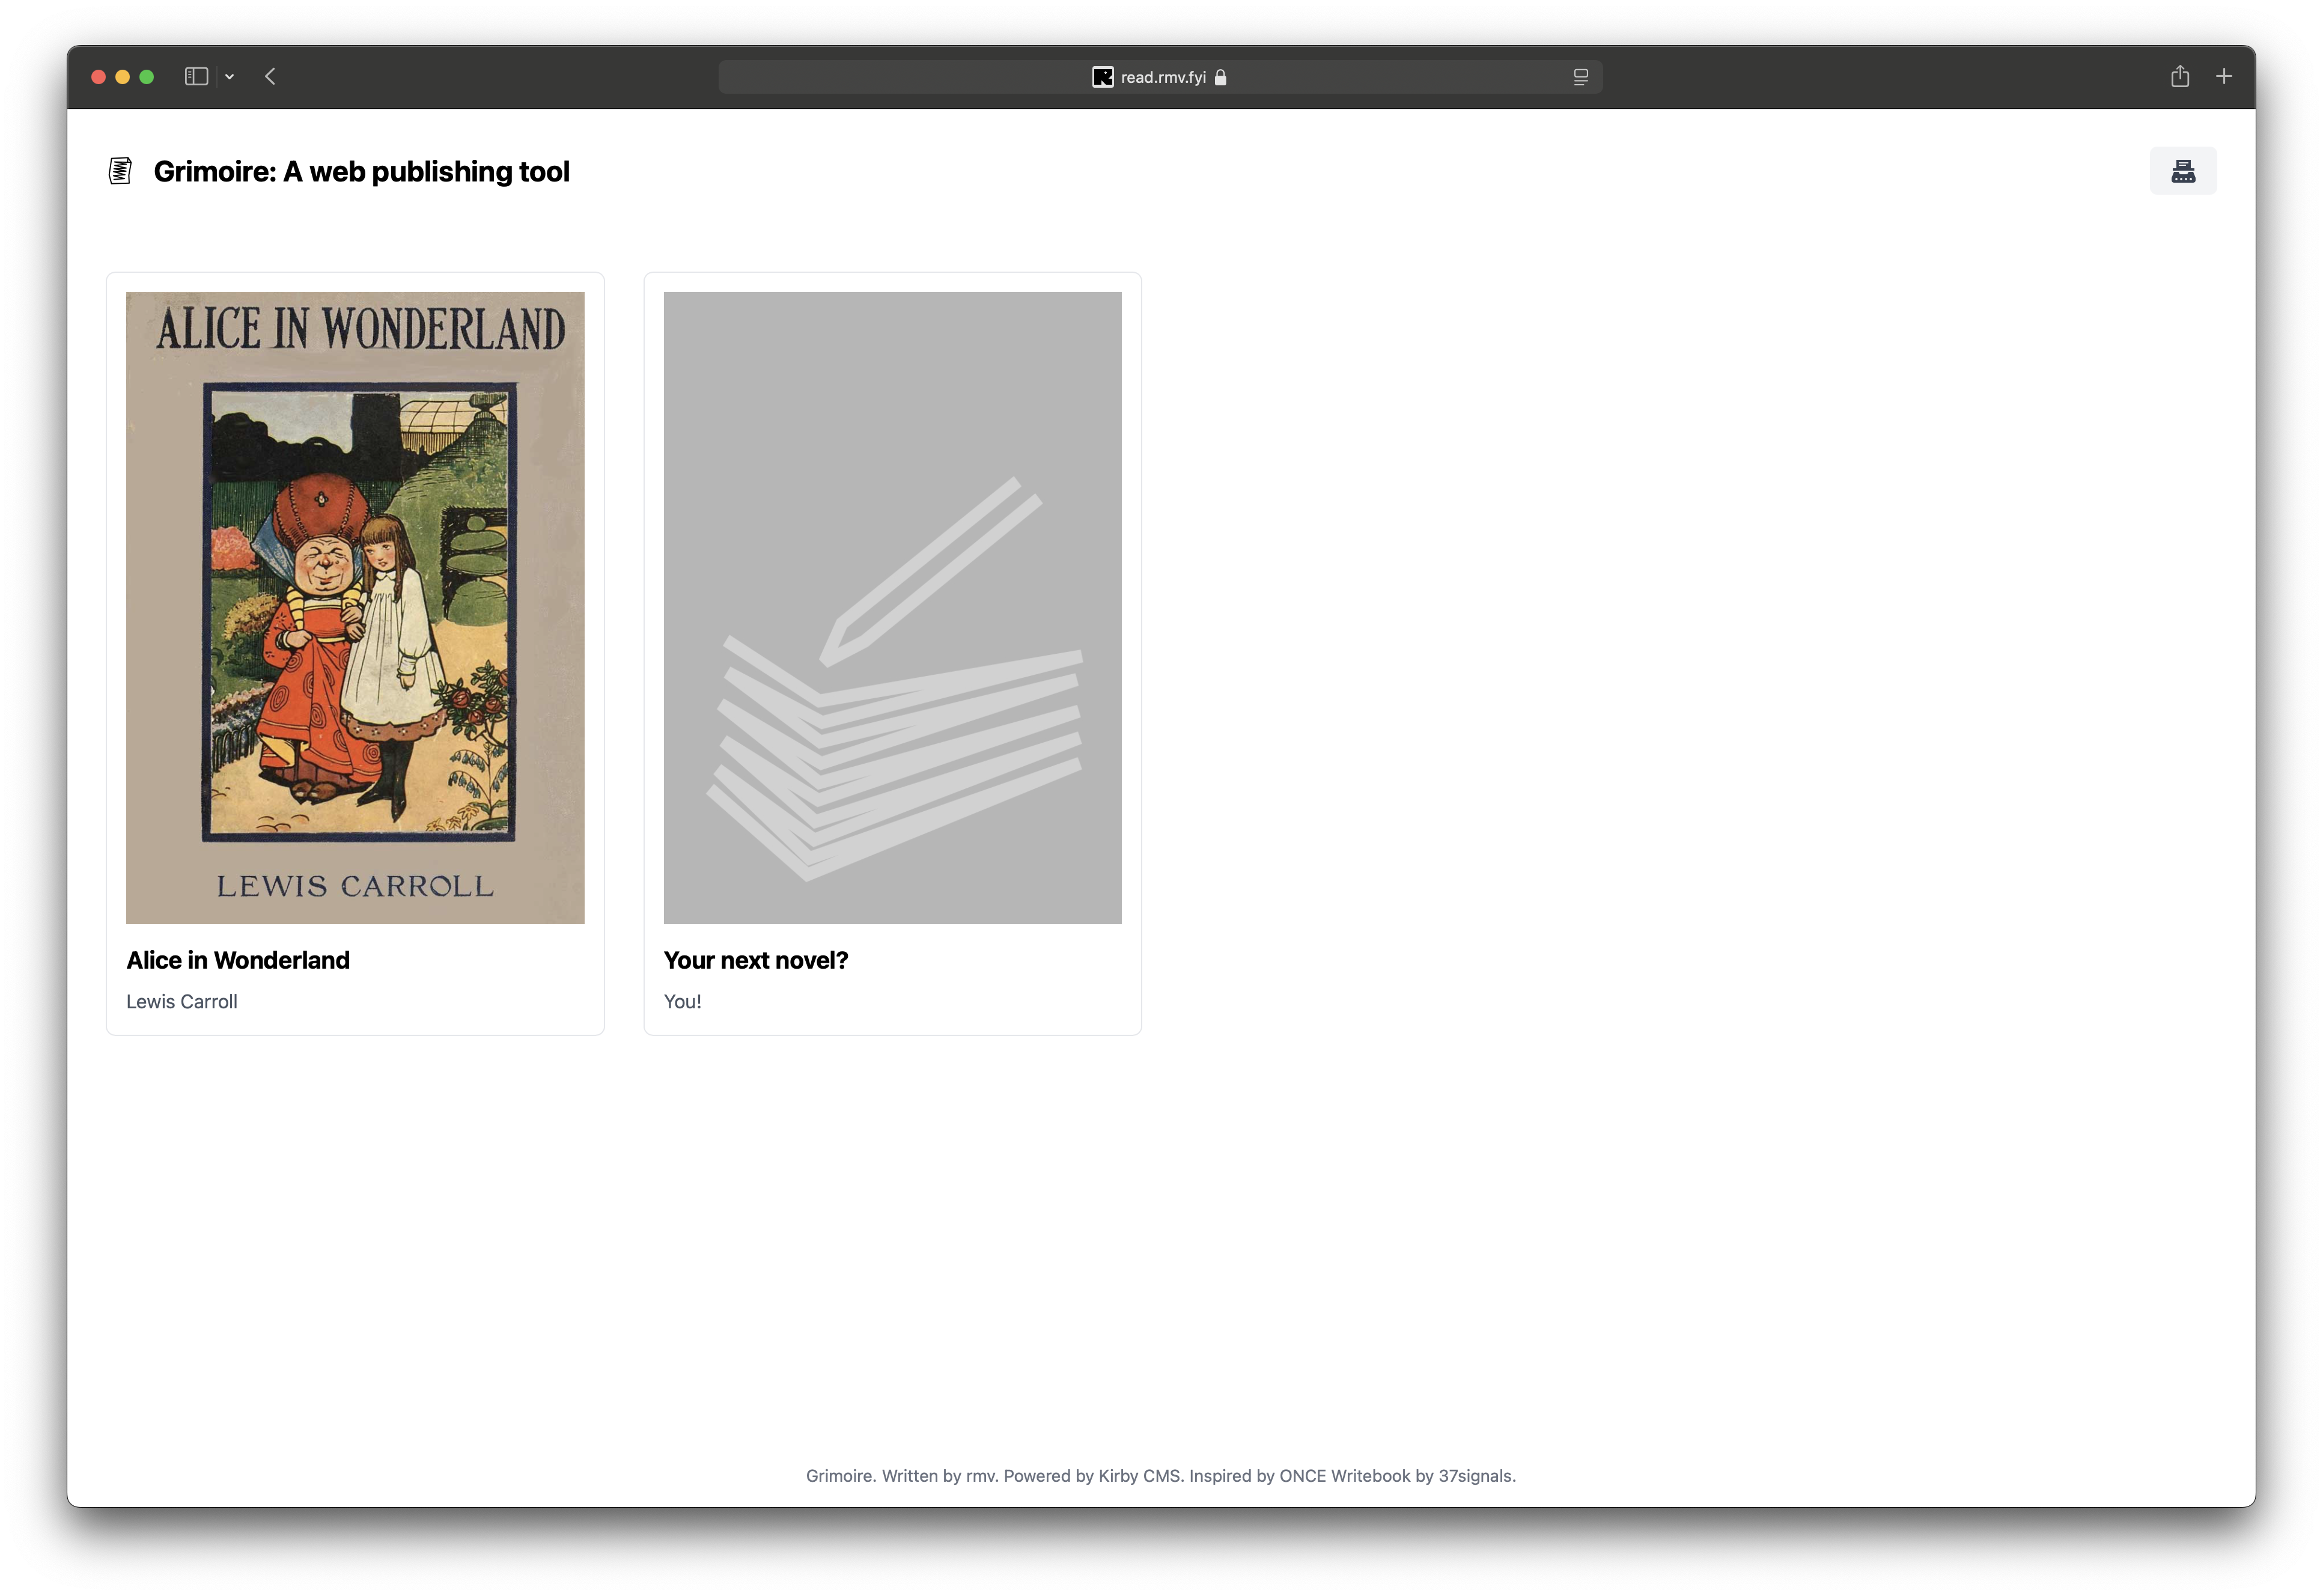 read.rmv.fyi
Grimoire: A web publishing tool
ALICE IN WONDERLAND
LEWIS CARROLL
Alice in Wonderland
Lewis Carroll
Your next novel?
You!
Grimoire. Written by rmv. Powered by Kirby CMS. Inspired by ONCE Writebook by 37signals.